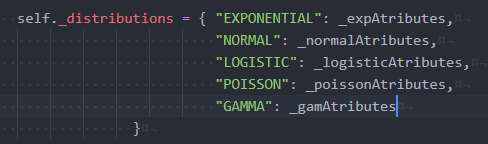 self._distributions = { "EXPONENTIAL": _expAtributes,
"NORMAL": _normalAtributes,
"LOGISTIC": _logisticAtributes,
"POISSON": _poissonAtributes,
"GAMMA": _gamAtributes
}